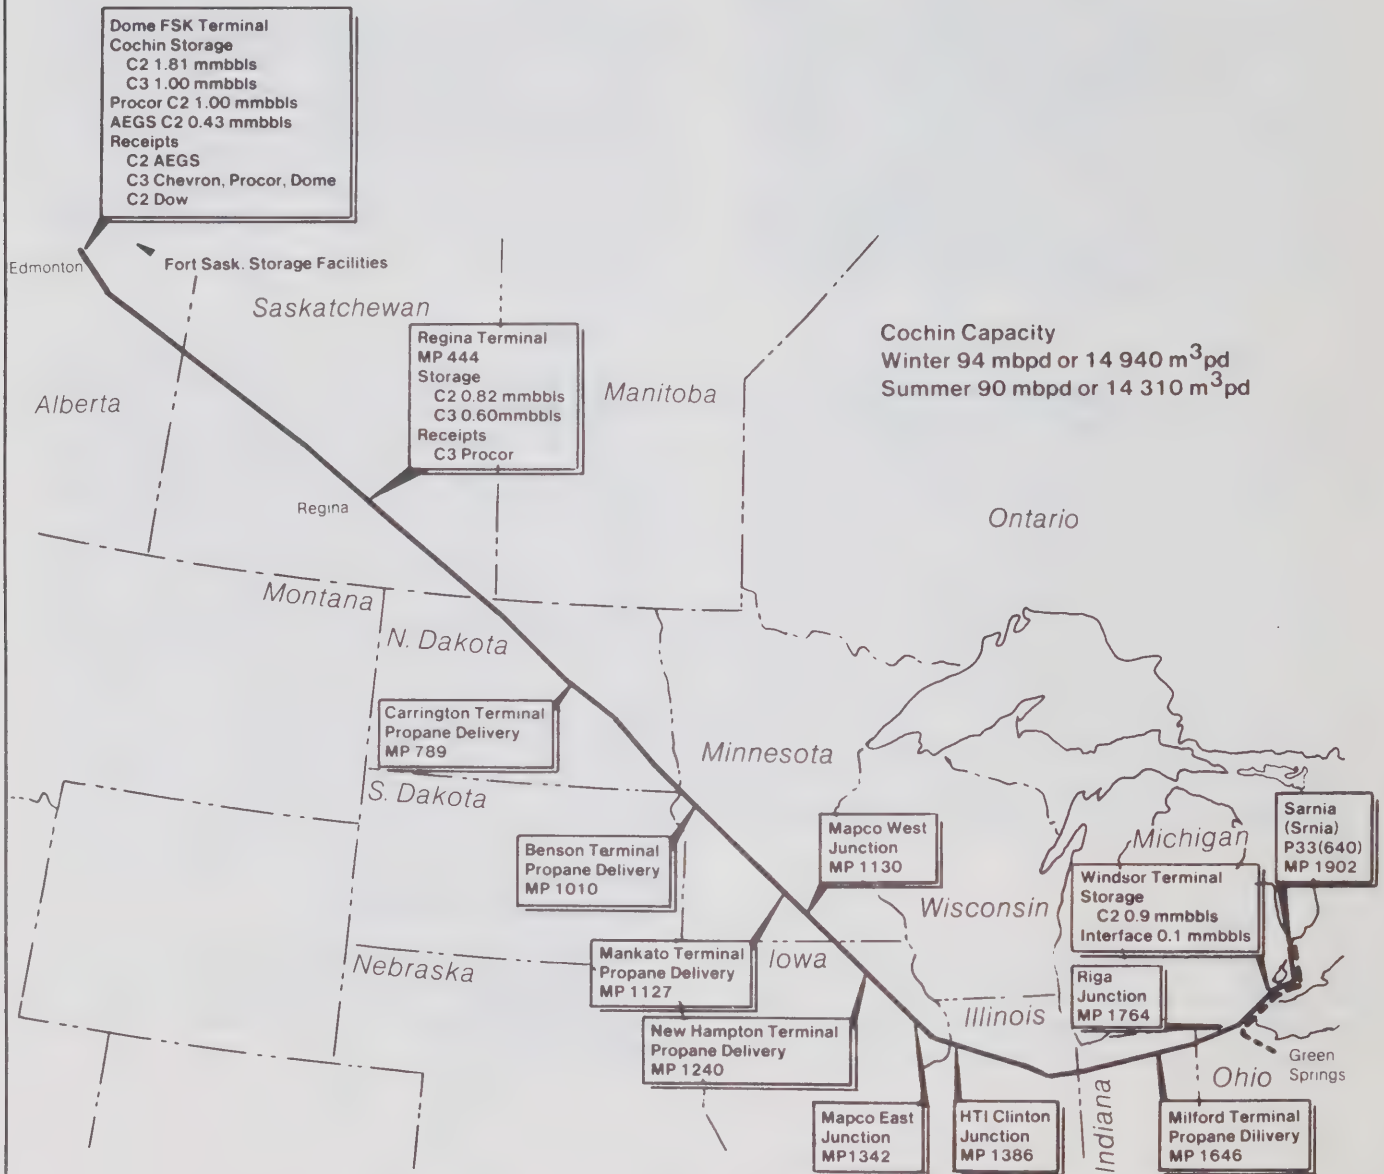 Dome FSK Terminal
Cochin Storage
C2 1.81 mmbbls
C3 1.00 mmbbls
Procor C2 1.00 mmbbls
AEGS C2 0.43 mmbbls
Receipts
C2 AEGS
C3 Chevron, Procor, Dome
C2 Dow
Edmonton
Fort Sask. Storage Facilities
Saskatchewan
Alberta
Regina Terminal
MP 444
Storage
C2 0.82 mmbbls
C3 0.60mmbbls
Receipts
C3 Procor
Manitoba
Cochin Capacity
Winter 94 mbpd or 14 940 m³pd
Summer 90 mbpd or 14 310 m³pd
Regina
Ontario
Montana
N. Dakota
Carrington Terminal
Propane Delivery
MP 789
Minnesota
S. Dakota
Benson Terminal
Propane Delivery
MP 1010
Mapco West
Junction
MP 1130
Michigan
Sarnia
(Srnia)
P33(640)
MP 1902
Windsor Terminal
Storage
C2 0.9 mmbbls
Interface 0.1 mmbbls
Wisconsin
Nebraska
Mankato Terminal
Propane Delivery
MP 1127
Iowa
Riga
Junction
MP 1764
New Hampton Terminal
Propane Delivery
MP 1240
Illinois
Green
Springs
Ohio
Indiana
Mapco East
Junction
MP1342
HTI Clinton
Junction
MP 1386
Milford Terminal
Propane Dilivery
MP 1646